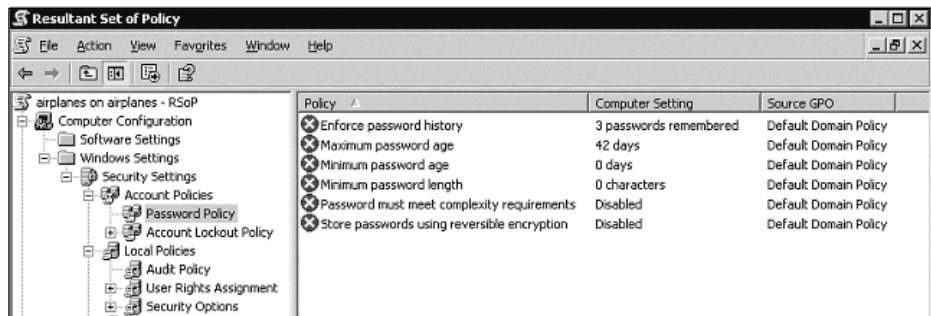 Resultant Set of Policy
File Action View Favorites Window Help
airplanes on airplanes - RSoP
Computer Configuration
Software Settings
Windows Settings
Security Settings
Account Policies
Password Policy
Account Lockout Policy
Local Policies
Audit Policy
User Rights Assignment
Security Options
Policy Computer Setting Source GPO
Enforce password history 3 passwords remembered Default Domain Policy
Maximum password age 42 days Default Domain Policy
Minimum password age 0 days Default Domain Policy
Minimum password length 0 characters Default Domain Policy
Password must meet complexity requirements Disabled Default Domain Policy
Store passwords using reversible encryption Disabled Default Domain Policy